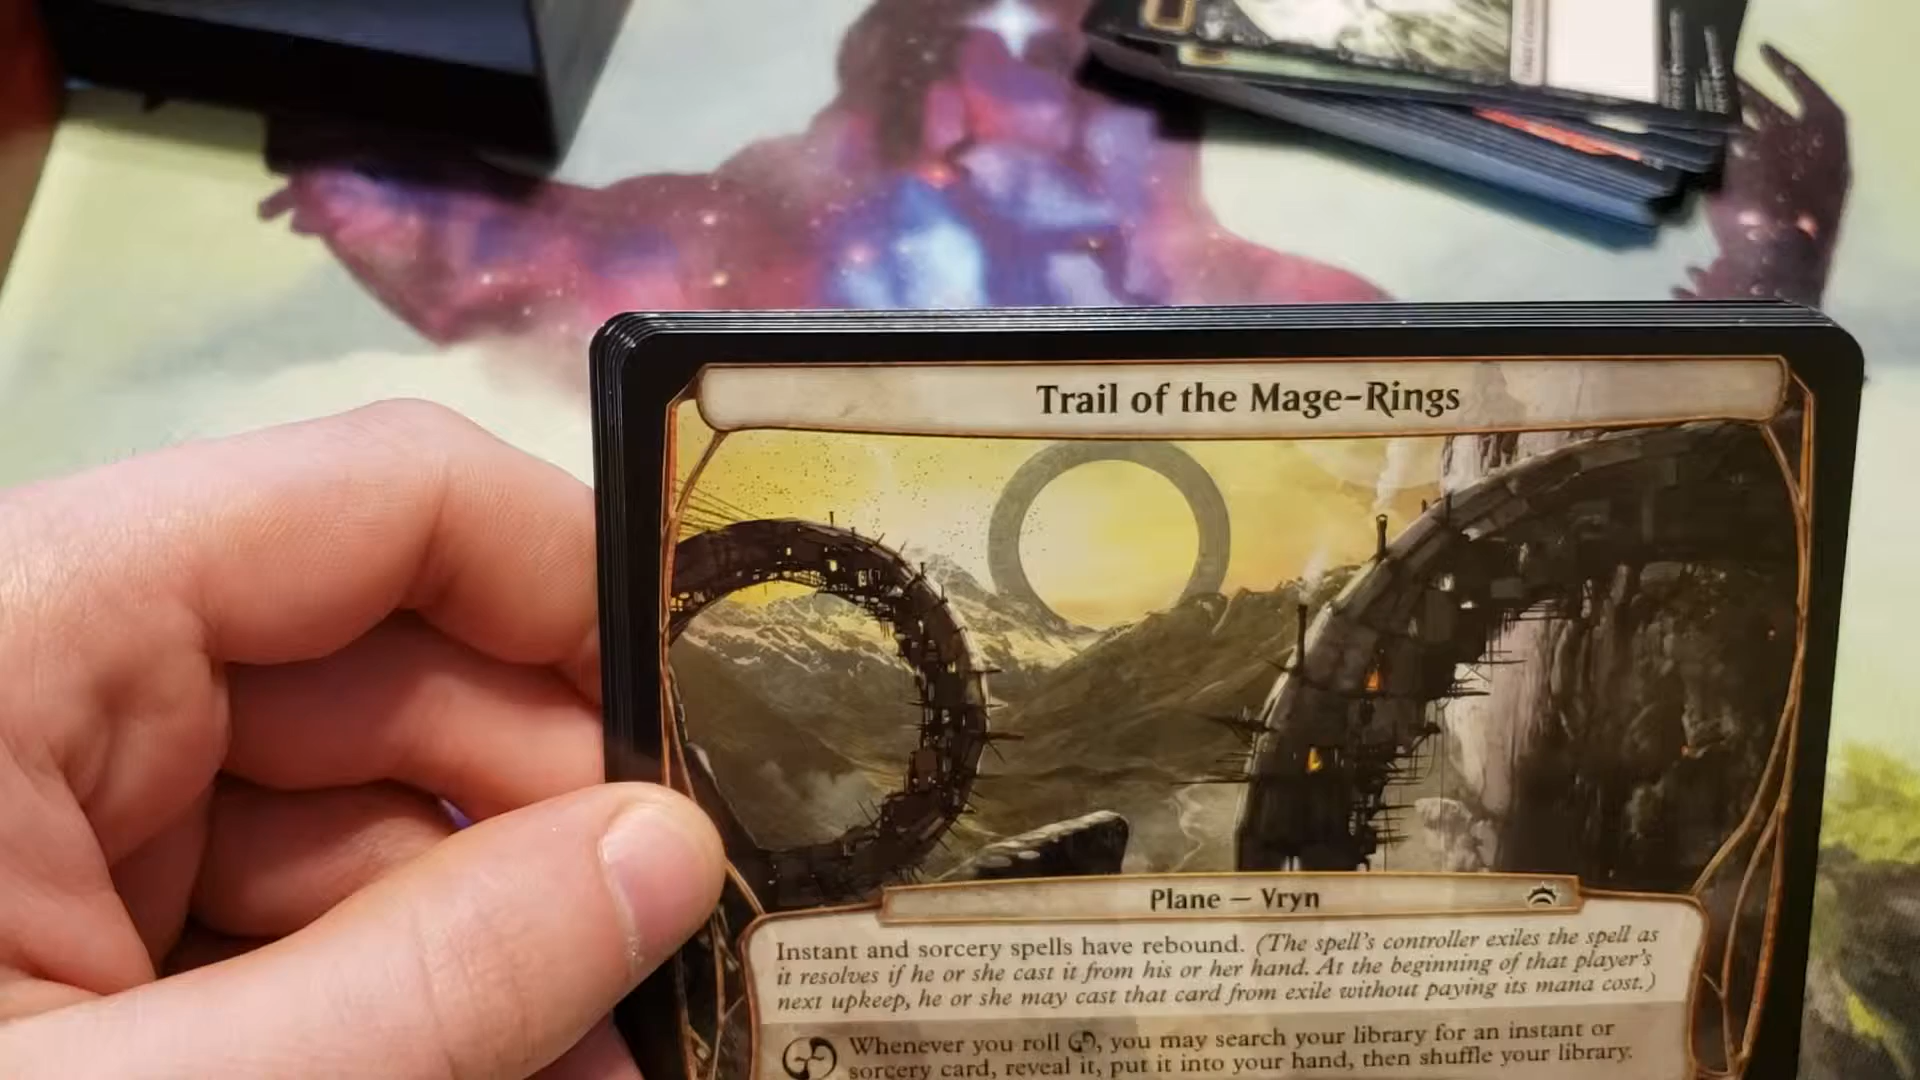 Trail of the Mage-Rings
Plane — Vryn
Instant and sorcery spells have rebound. (The spell's controller exiles the spell as
it resolves if he or she cast it from his or her hand. At the beginning of that player's
next upkeep, he or she may cast that card from exile without paying its mana cost.)
Whenever you roll , you may search your library for an instant or
sorcery card, reveal it, put it into your hand, then shuffle your library.